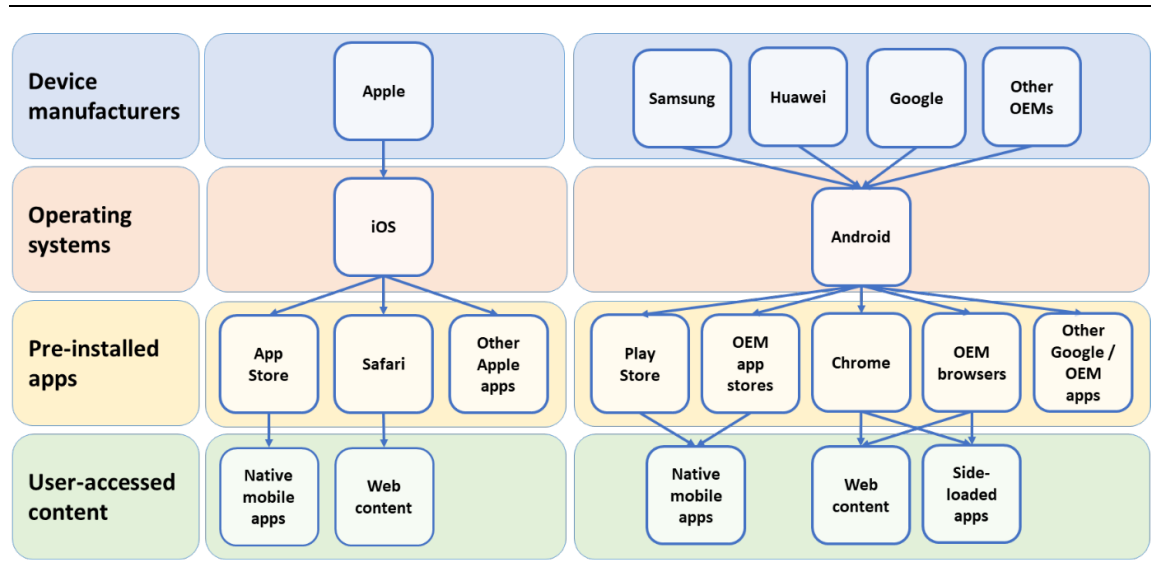 Device
manufacturers
Apple
Samsung
Huawei
Google
Other
OEMs
Operating
systems
iOS
Android
Pre-installed
apps
App
Store
Safari
Other
Apple
apps
Play
Store
OEM
app
stores
Chrome
OEM
browsers
Other
Google /
OEM
apps
User-accessed
content
Native
mobile
apps
Web
content
Native
mobile
apps
Web
content
Side-
loaded
apps